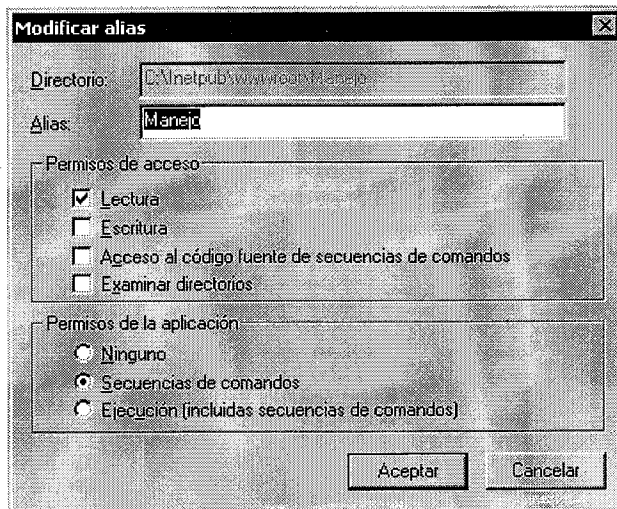 Modificar alias
Directorio: C:\Inetpub\wwwroot\Manejo
Alias: Manejo
Permisos de acceso
Lectura
Escritura
Acceso al código fuente de secuencias de comandos
Examinar directorios
Permisos de la aplicación
Ninguno
Secuencias de comandos
Ejecución (incluidas secuencias de comandos)
Aceptar Cancelar